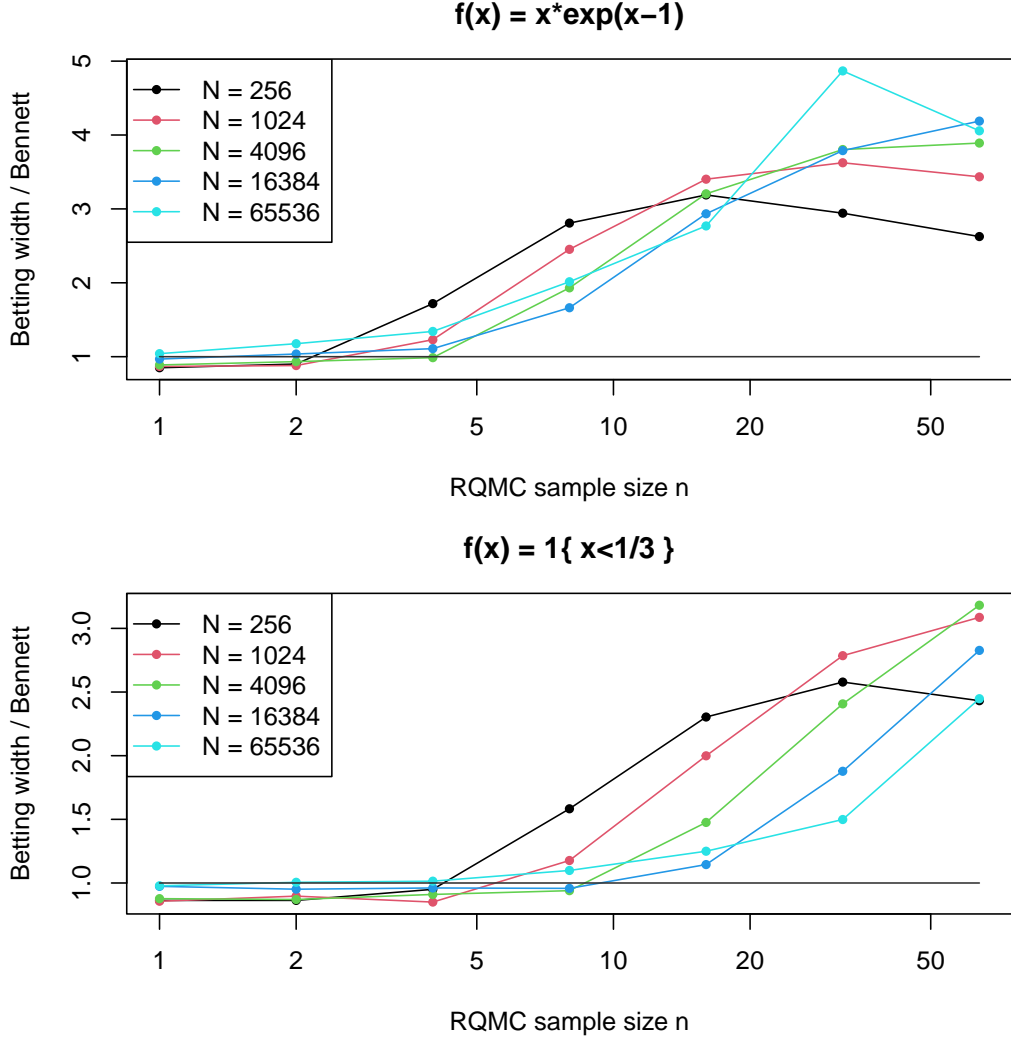 f(x) = x*exp(x−1)
Betting width / Bennett
5
4
3
2
1
N = 256
N = 1024
N = 4096
N = 16384
N = 65536
1 2 5 10 20 50
RQMC sample size n
f(x) = 1{ x<1/3 }
Betting width / Bennett
3.0
2.5
2.0
1.5
1.0
N = 256
N = 1024
N = 4096
N = 16384
N = 65536
1 2 5 10 20 50
RQMC sample size n